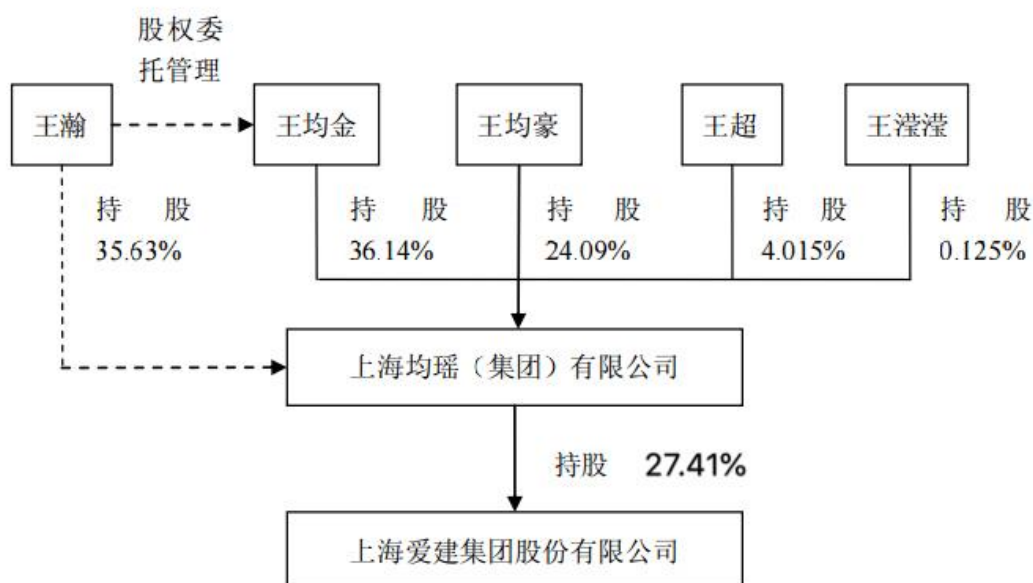 股权委
托管理
王瀚
王均金
王均豪
王超
王滢滢
持 股
35.63%
持 股
36.14%
持 股
24.09%
持 股
4.015%
持 股
0.125%
上海均瑶（集团）有限公司
持股 27.41%
上海爱建集团股份有限公司